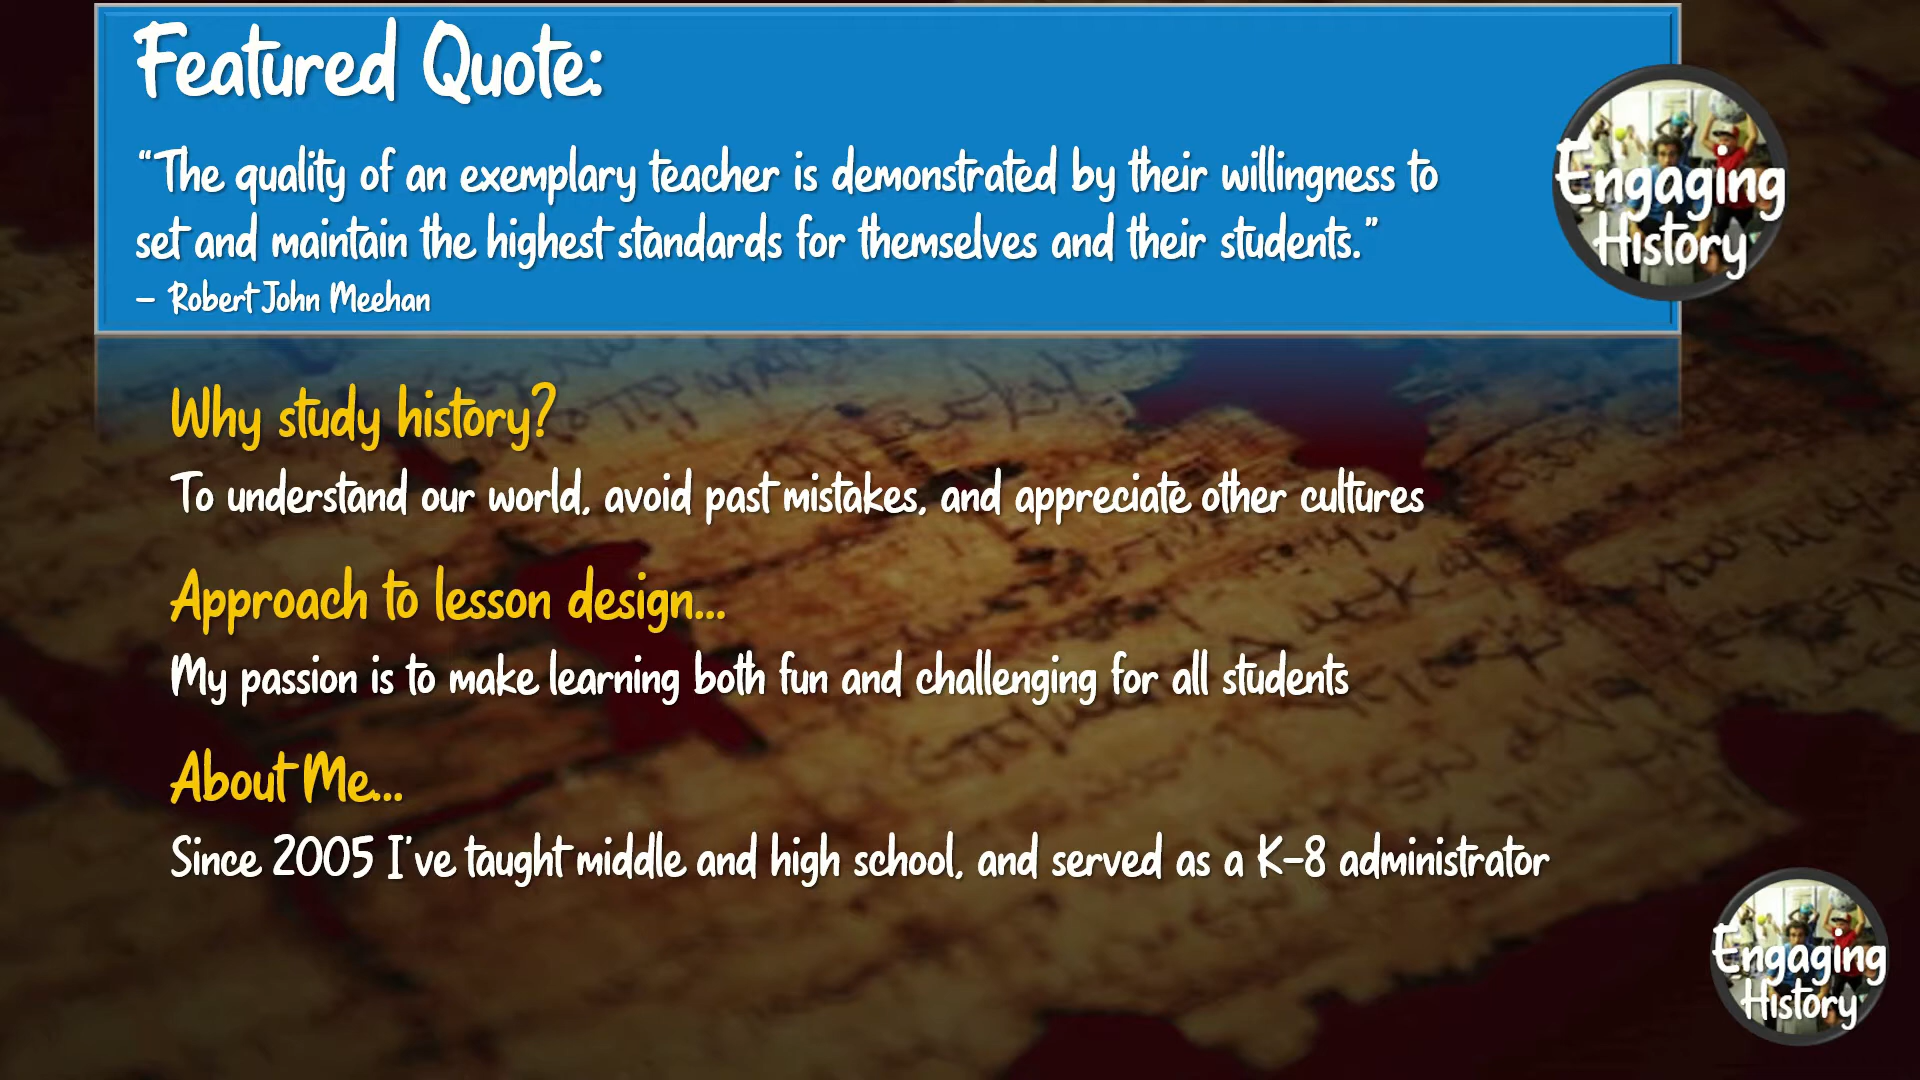 Featured Quote:
“The quality of an exemplary teacher is demonstrated by their willingness to
set and maintain the highest standards for themselves and their students.”
– Robert John Meehan
Engaging
History
Why study history?
To understand our world, avoid past mistakes, and appreciate other cultures
Approach to lesson design...
My passion is to make learning both fun and challenging for all students
About Me...
Since 2005 I've taught middle and high school, and served as a K-8 administrator
Engaging
History